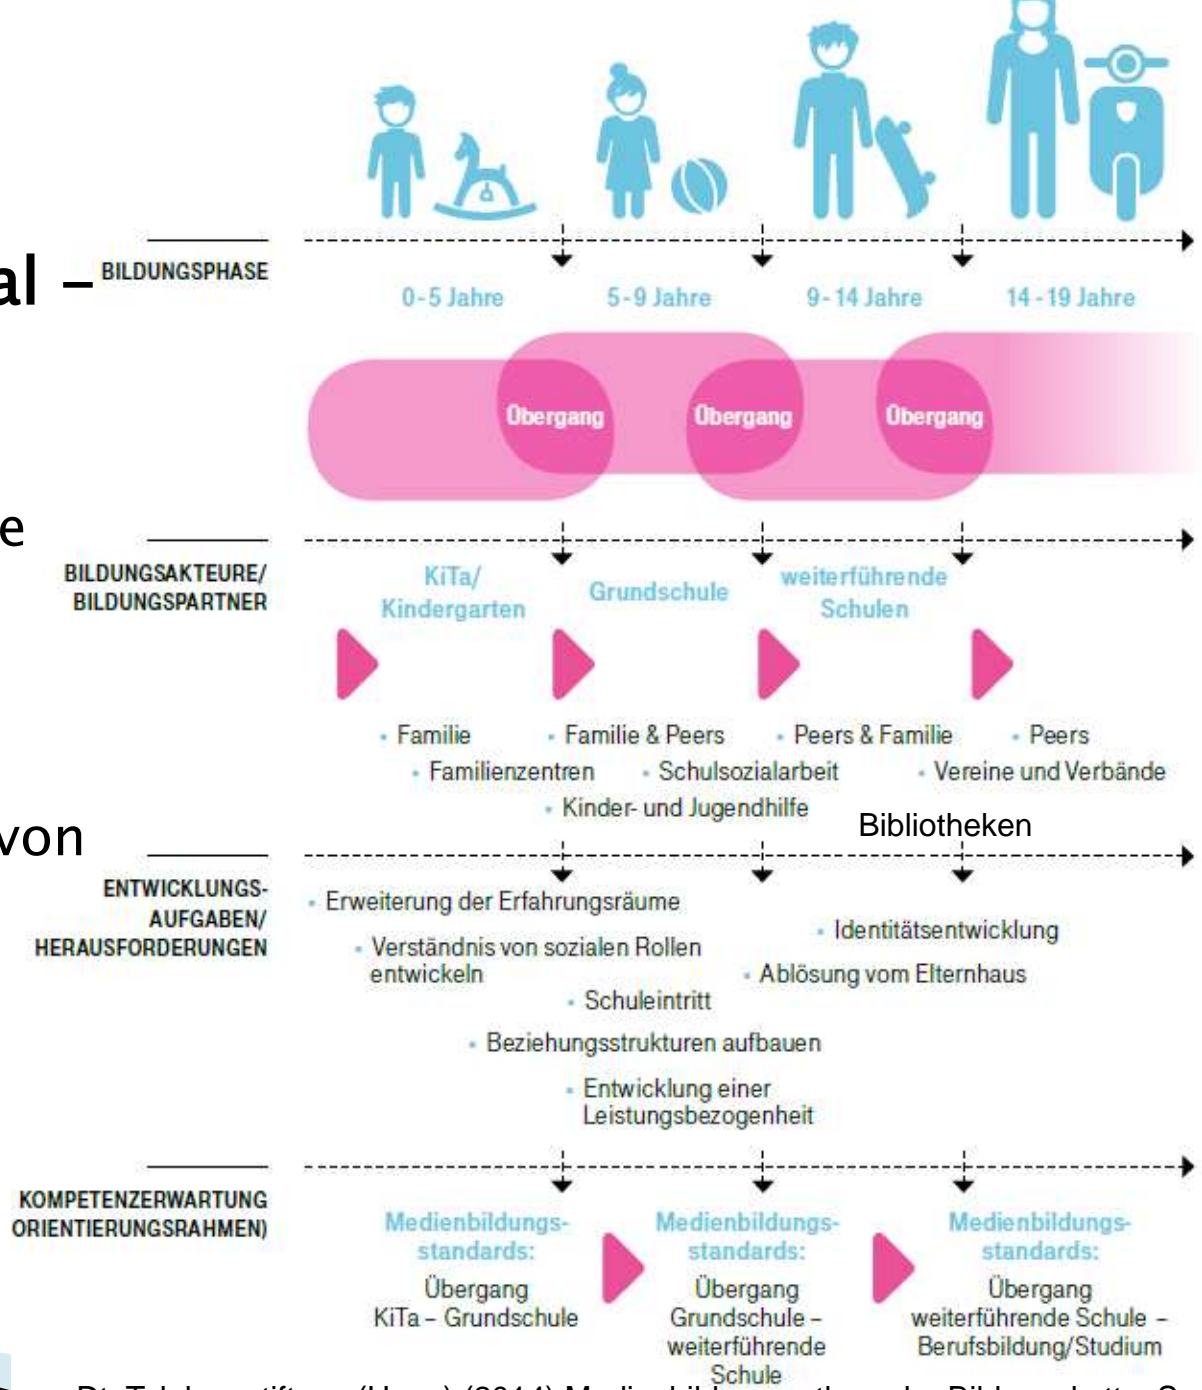 al –
BILDUNGSPHASE
0-5 Jahre
5-9 Jahre
9-14 Jahre
14-19 Jahre
Übergang
Übergang
Übergang
e
BILDUNGSAKTEURE/
BILDUNGSPARTNER
KiTa/
Kindergarten
Grundschule
weiterführende
Schulen
• Familie
• Familie & Peers
• Peers & Familie
• Peers
• Familienzentren
• Schulsozialarbeit
• Vereine und Verbände
• Kinder- und Jugendhilfe
Bibliotheken
von
ENTWICKLUNGS-
AUFGABEN/
HERAUSFORDERUNGEN
• Erweiterung der Erfahrungsräume
• Identitätsentwicklung
• Verständnis von sozialen Rollen
entwickeln
• Ablösung vom Elternhaus
• Schuleintritt
• Beziehungsstrukturen aufbauen
• Entwicklung einer
Leistungsbezogenheit
KOMPETENZERWARTUNG
ORIENTIERUNGSRAHMEN)
Medienbildungs-
standards:
Übergang
KiTa – Grundschule
Medienbildungs-
standards:
Übergang
Grundschule –
weiterführende
Schule
Medienbildungs-
standards:
Übergang
weiterführende Schule –
Berufsbildung/Studium